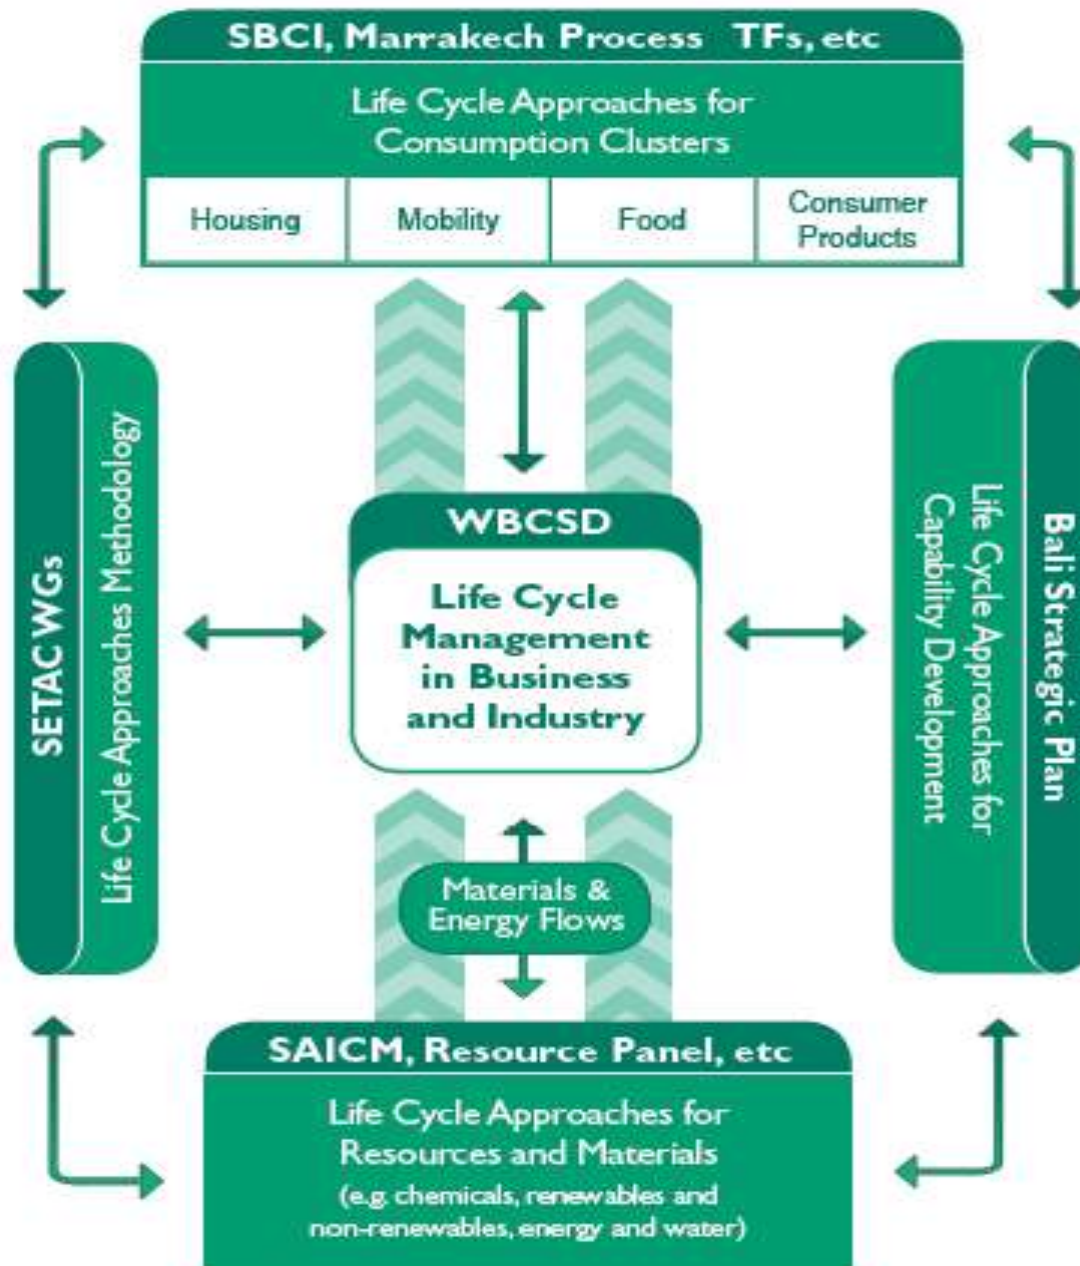 SBCI, Marrakech Process TFs, etc
Life Cycle Approaches for
Consumption Clusters
Housing
Mobility
Food
Consumer
Products
SETAC WGs
Life Cycle Approaches Methodology
WBCSD
Life Cycle
Management
in Business
and Industry
Life Cycle Approaches for
Capability Development
Bali Strategic Plan
Materials &
Energy Flows
SAICM, Resource Panel, etc
Life Cycle Approaches for
Resources and Materials
(e.g. chemicals, renewables and
non-renewables, energy and water)